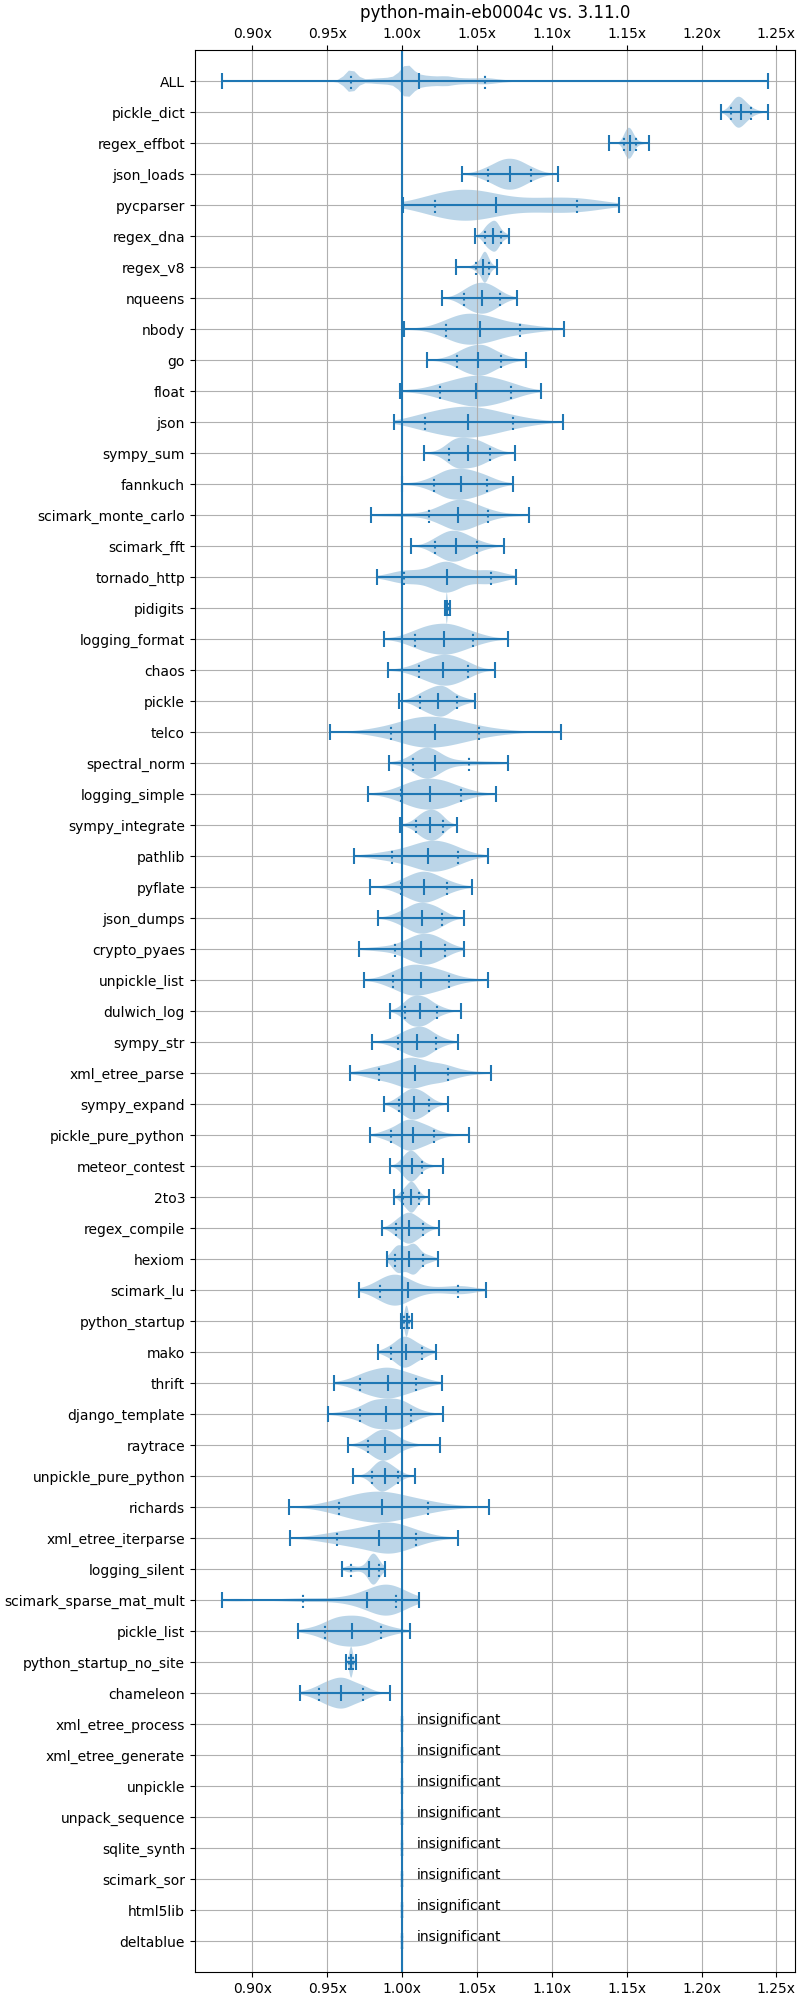 python-main-eb0004c vs. 3.11.0
0.90x 0.95x 1.00x 1.05x 1.10x 1.15x 1.20x 1.25x
ALL
pickle_dict
regex_effbot
json_loads
pycparser
regex_dna
regex_v8
nqueens
nbody
go
float
json
sympy_sum
fannkuch
scimark_monte_carlo
scimark_fft
tornado_http
pidigits
logging_format
chaos
pickle
telco
spectral_norm
logging_simple
sympy_integrate
pathlib
pyflate
json_dumps
crypto_pyaes
unpickle_list
dulwich_log
sympy_str
xml_etree_parse
sympy_expand
pickle_pure_python
meteor_contest
2to3
regex_compile
hexiom
scimark_lu
python_startup
mako
thrift
django_template
raytrace
unpickle_pure_python
richards
xml_etree_iterparse
logging_silent
scimark_sparse_mat_mult
pickle_list
python_startup_no_site
chameleon
xml_etree_process insignificant
xml_etree_generate insignificant
unpickle insignificant
unpack_sequence insignificant
sqlite_synth insignificant
scimark_sor insignificant
html5lib insignificant
deltablue insignificant
0.90x 0.95x 1.00x 1.05x 1.10x 1.15x 1.20x 1.25x